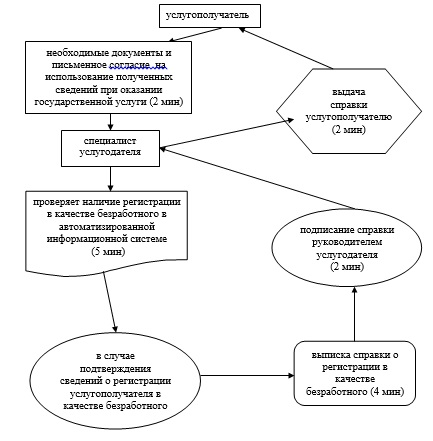 услугополучатель
необходимые документы и
письменное согласие на
использование полученных
сведений при оказании
государственной услуги (2 мин)
выдача
справки
услугополучателю
(2 мин)
специалист
услугодателя
проверяет наличие регистрации
в качестве безработного в
автоматизированной
информационной системе
(5 мин)
подписание справки
руководителем
услугодателя
(2 мин)
в случае
подтверждения
сведений о регистрации
услугополучателя в
качестве безработного
выписка справки о
регистрации в
качестве
безработного (4 мин)